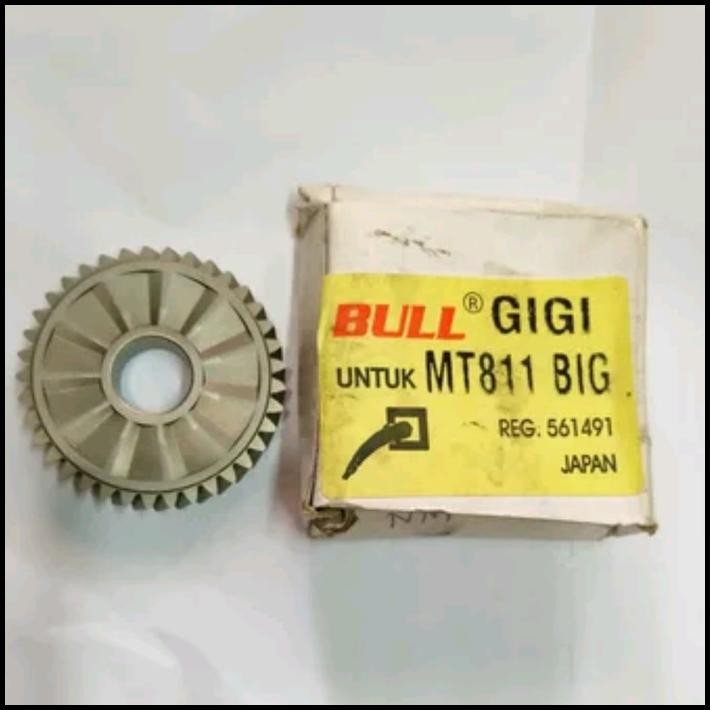 BULL® GIGI
UNTUK MT811 BIG
REG. 561491
JAPAN